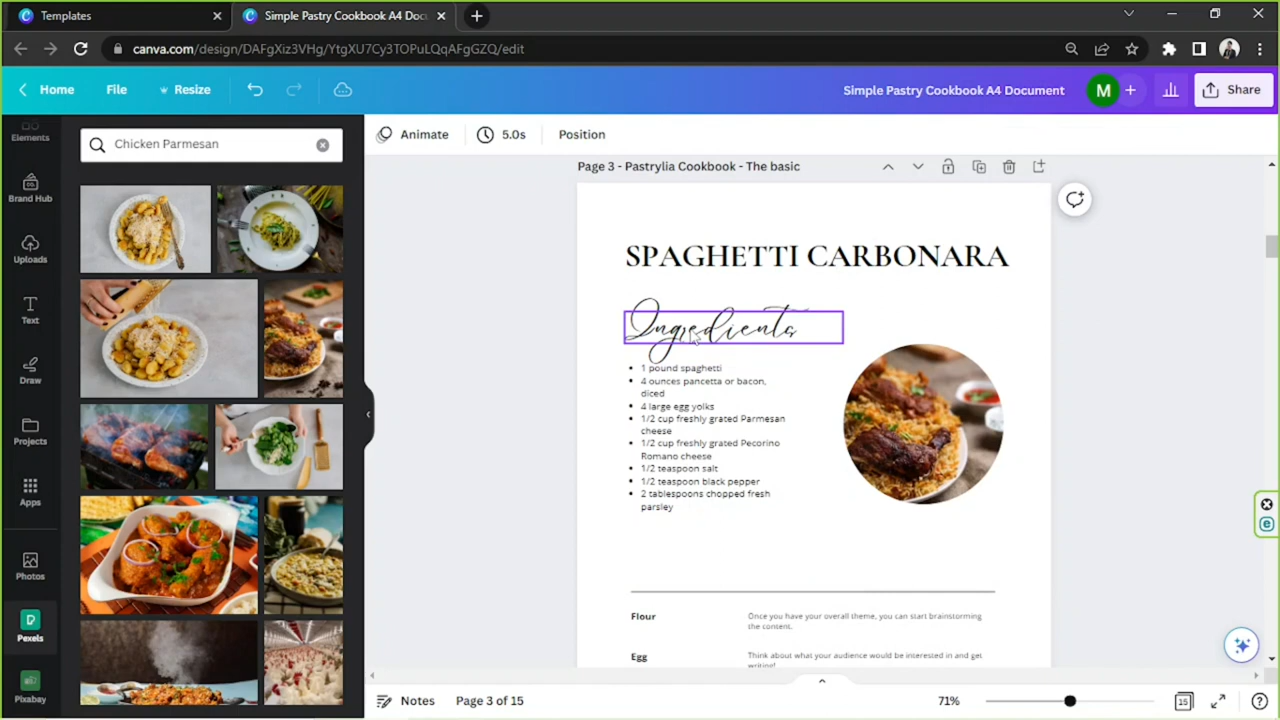 Templates
Simple Pastry Cookbook A4 Docu
canva.com/design/DAFgXiz3VHg/YtgXU7Cy3TOPuLQqAFgGZQ/edit
Home
File
Resize
Simple Pastry Cookbook A4 Document
M
Share
Elements
Chicken Parmesan
Animate
5.0s
Position
Page 3 - Pastrylia Cookbook - The basic
Brand Hub
Uploads
Text
Draw
Projects
Apps
Photos
Pexels
Pixabay
SPAGHETTI CARBONARA
Ingredients
• 1 pound spaghetti
• 4 ounces pancetta or bacon,
diced
• 4 large egg yolks
• 1/2 cup freshly grated Parmesan
cheese
• 1/2 cup freshly grated Pecorino
Romano cheese
• 1/2 teaspoon salt
• 1/2 teaspoon black pepper
• 2 tablespoons chopped fresh
parsley
Flour
Once you have your overall theme, you can start brainstorming
the content.
Egg
Think about what your audience would be interested in and get
writing!
Notes
Page 3 of 15
71%
15